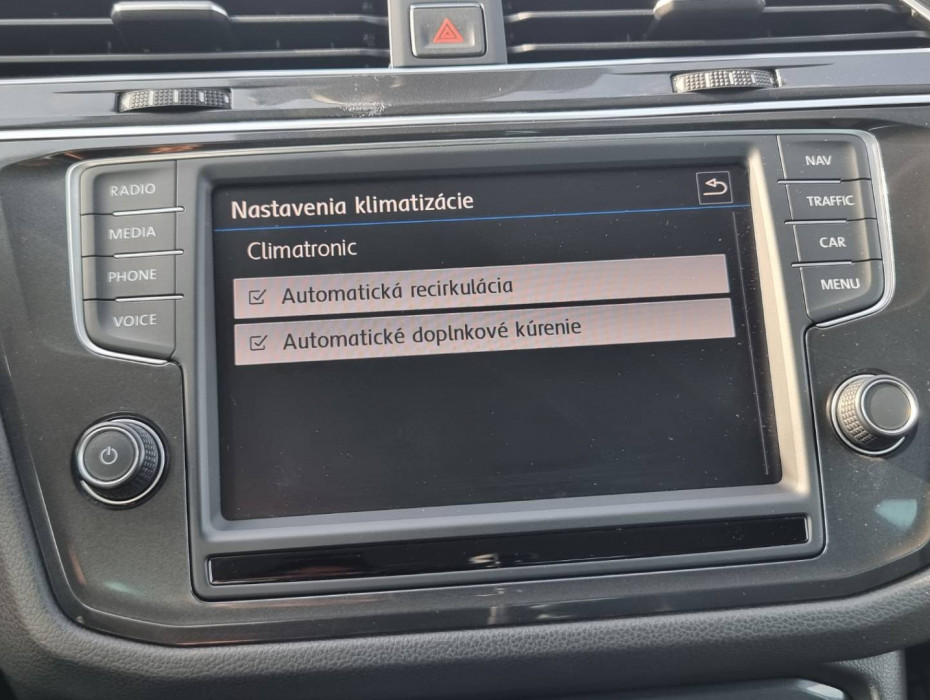 RADIO
MEDIA
PHONE
VOICE
Nastavenia klimatizácie
Climatronic
Automatická recirkulácia
Automatické doplnkové kúrenie
NAV
TRAFFIC
CAR
MENU